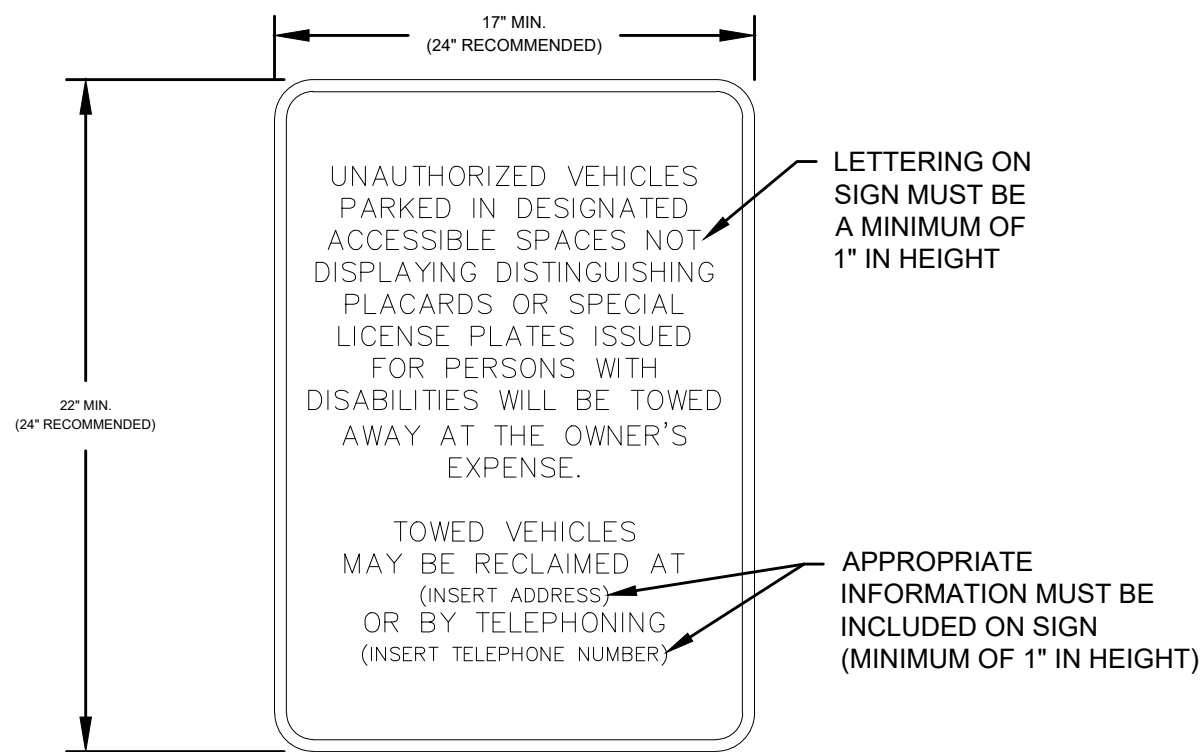 17" MIN.
(24" RECOMMENDED)
UNAUTHORIZED VEHICLES
PARKED IN DESIGNATED
ACCESSIBLE SPACES NOT
DISPLAYING DISTINGUISHING
PLACARDS OR SPECIAL
LICENSE PLATES ISSUED
FOR PERSONS WITH
DISABILITIES WILL BE TOWED
AWAY AT THE OWNER'S
EXPENSE.
TOWED VEHICLES
MAY BE RECLAIMED AT
(INSERT ADDRESS)
OR BY TELEPHONING
(INSERT TELEPHONE NUMBER)
LETTERING ON
SIGN MUST BE
A MINIMUM OF
1" IN HEIGHT
22" MIN.
(24" RECOMMENDED)
APPROPRIATE
INFORMATION MUST BE
INCLUDED ON SIGN
(MINIMUM OF 1" IN HEIGHT)